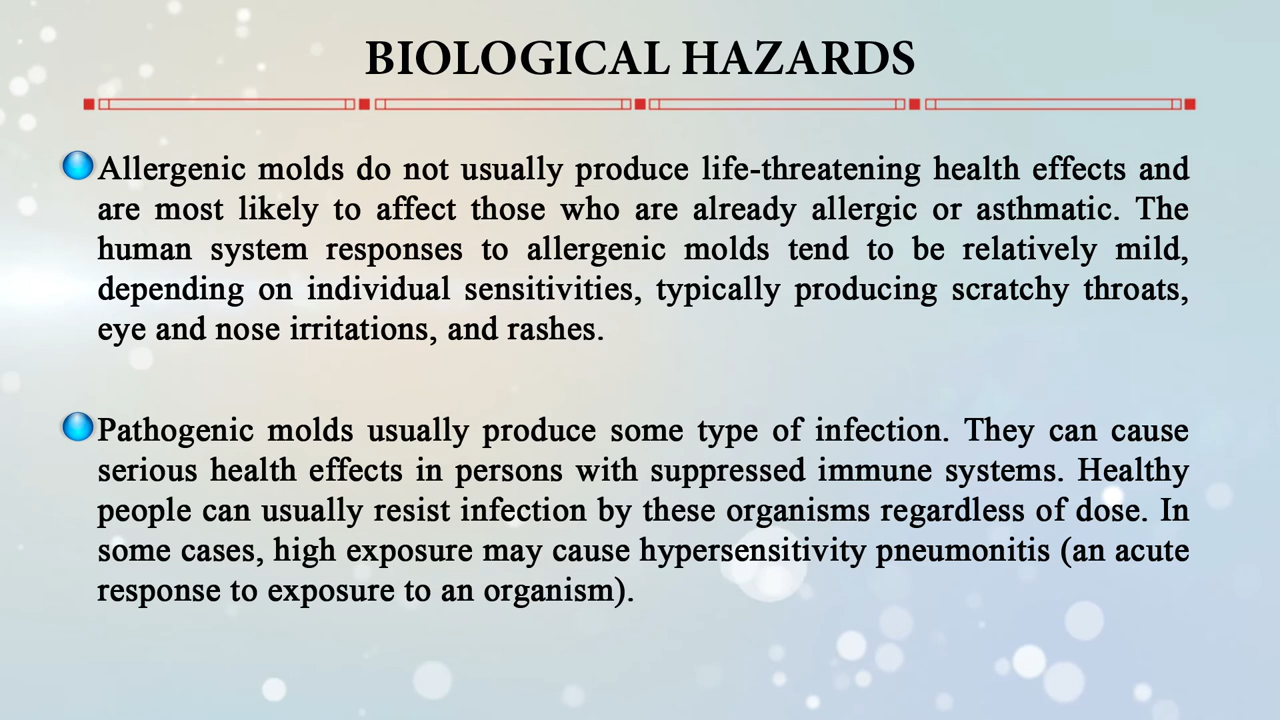 BIOLOGICAL HAZARDS
Allergenic molds do not usually produce life-threatening health effects and
are most likely to affect those who are already allergic or asthmatic. The
human system responses to allergenic molds tend to be relatively mild,
depending on individual sensitivities, typically producing scratchy throats,
eye and nose irritations, and rashes.
Pathogenic molds usually produce some type of infection. They can cause
serious health effects in persons with suppressed immune systems. Healthy
people can usually resist infection by these organisms regardless of dose. In
some cases, high exposure may cause hypersensitivity pneumonitis (an acute
response to exposure to an organism).